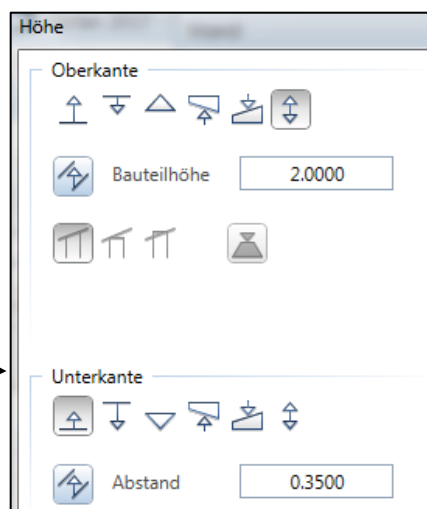 Höhe
Oberkante
Bauteilhöhe 2.0000
Unterkante
Abstand 0.3500